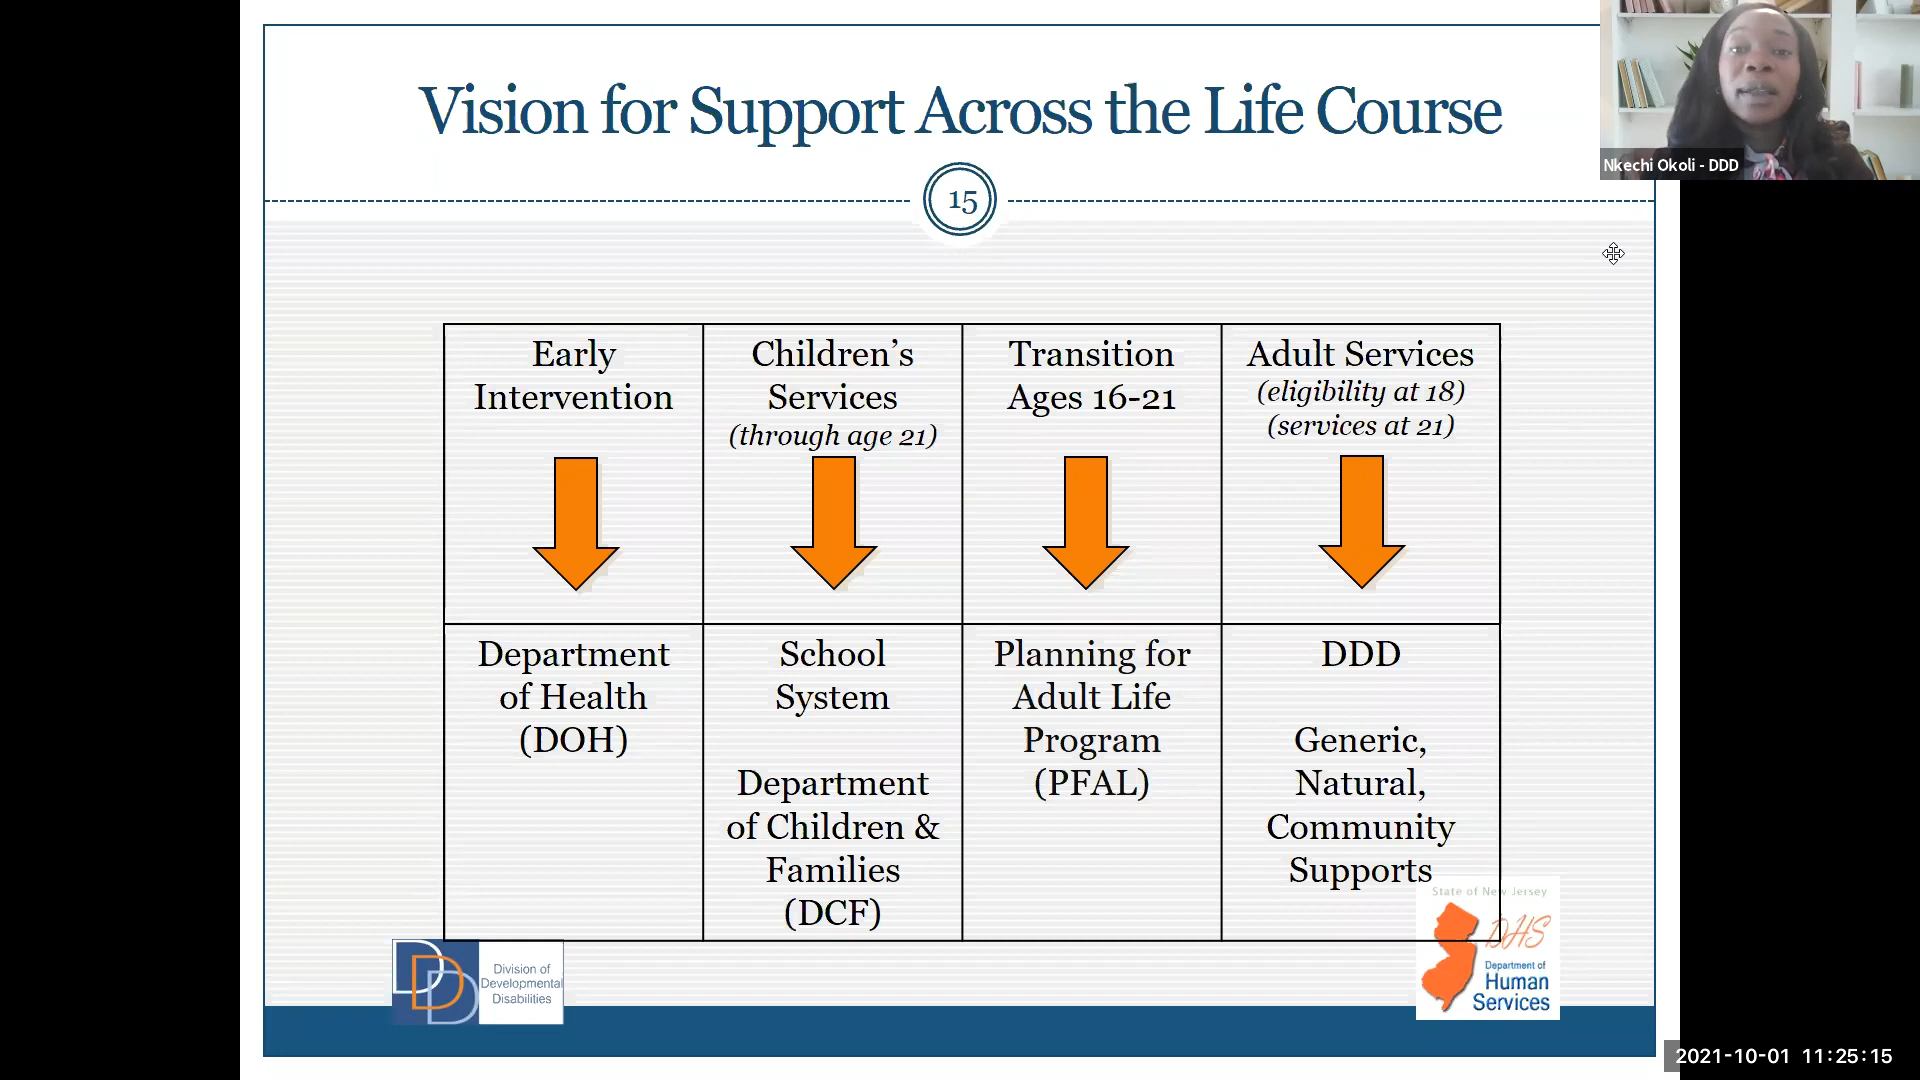 Vision for Support Across the Life Course
15
Nkechi Okoli - DDD
Early
Intervention
Children’s
Services
(through age 21)
Transition
Ages 16-21
Adult Services
(eligibility at 18)
(services at 21)
Department
of Health
(DOH)
School
System
Department
of Children &
Families
(DCF)
Planning for
Adult Life
Program
(PFAL)
DDD
Generic,
Natural,
Community
Supports
DDD
Division of
Developmental
Disabilities
State of New Jersey
DHS
Department of
Human
Services
2021-10-01 11:25:15